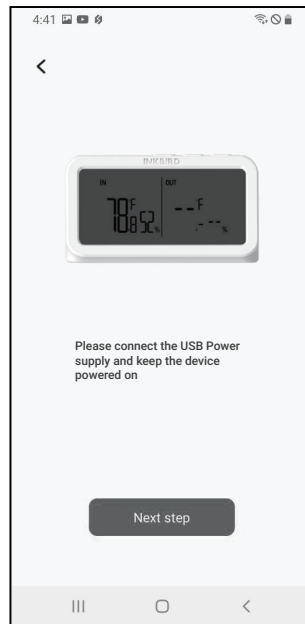 4:41
INKBIRD
IN
OUT
78.8°F
52%
--.-°F
--%
Please connect the USB Power
supply and keep the device
powered on
Next step